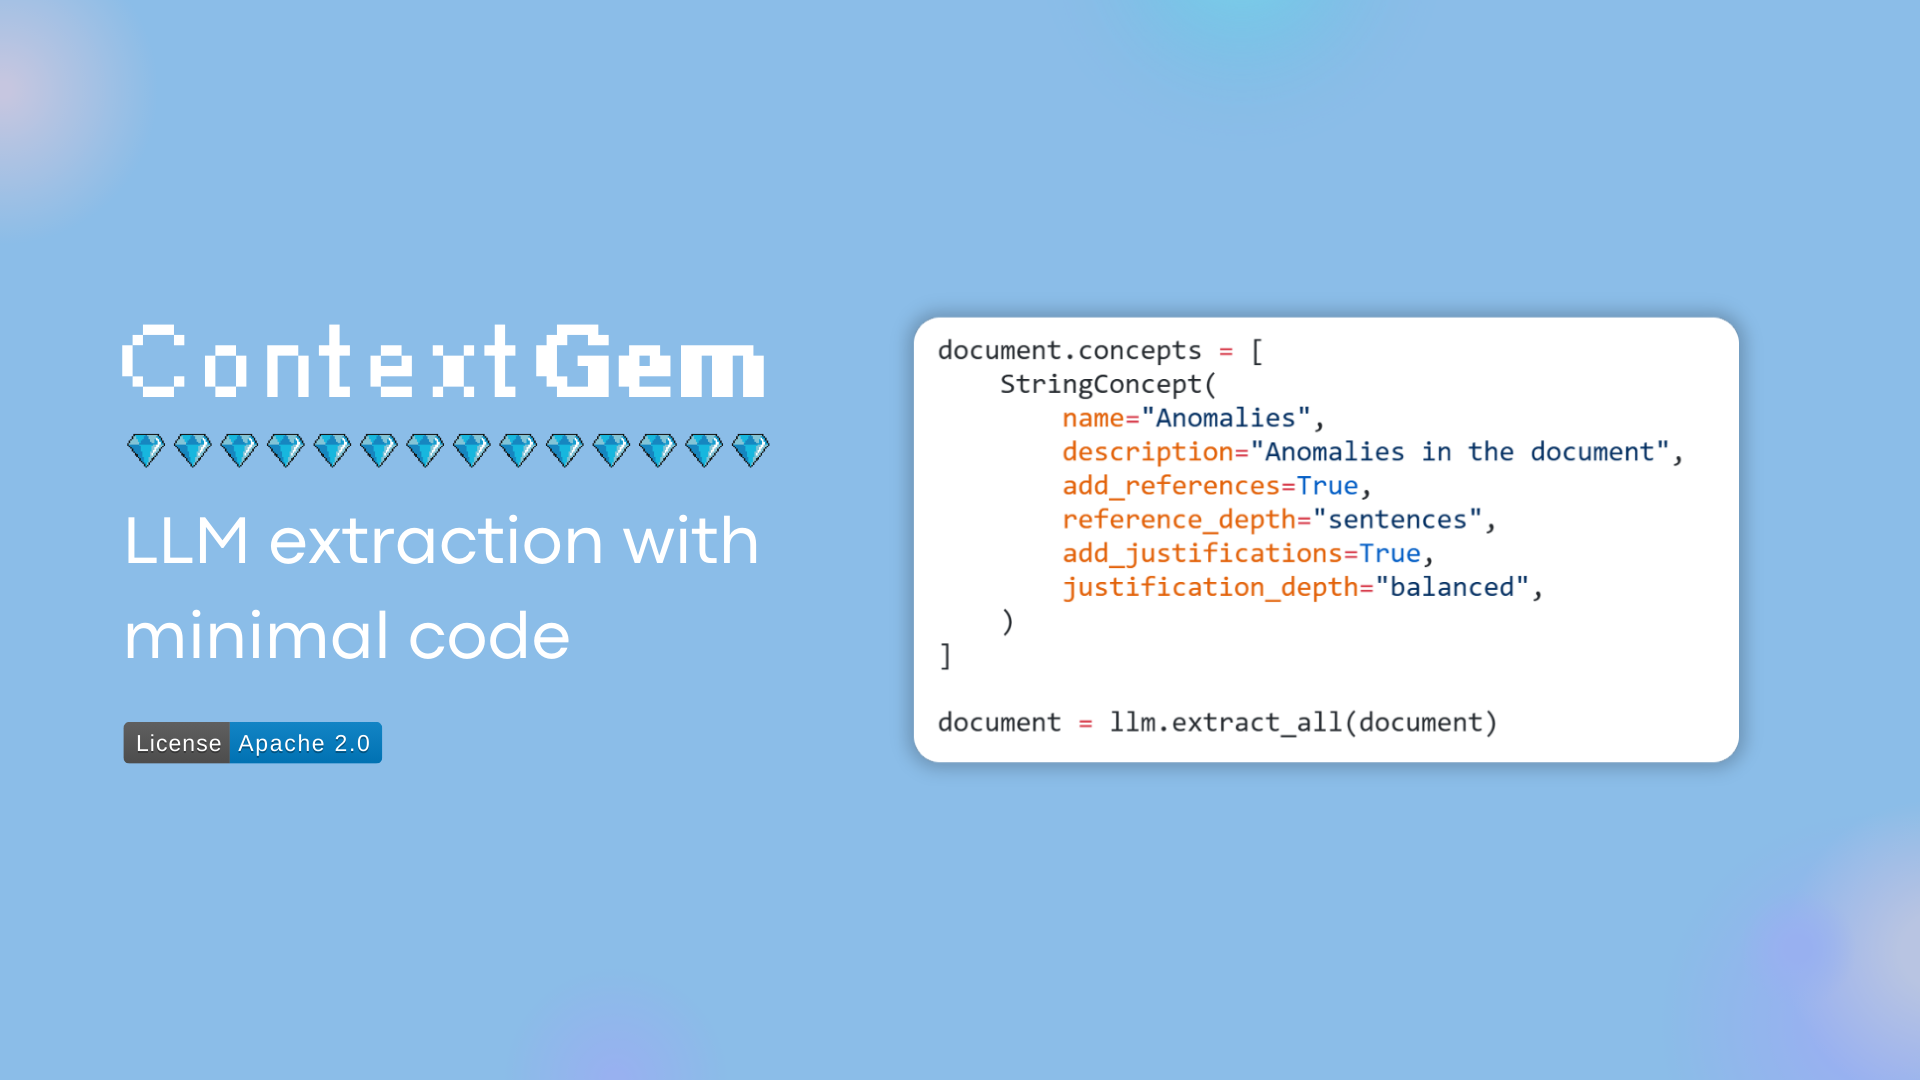 ContextGem
LLM extraction with
minimal code
License Apache 2.0
document.concepts = [
    StringConcept(
        name="Anomalies",
        description="Anomalies in the document",
        add_references=True,
        reference_depth="sentences",
        add_justifications=True,
        justification_depth="balanced",
    )
]
document = llm.extract_all(document)